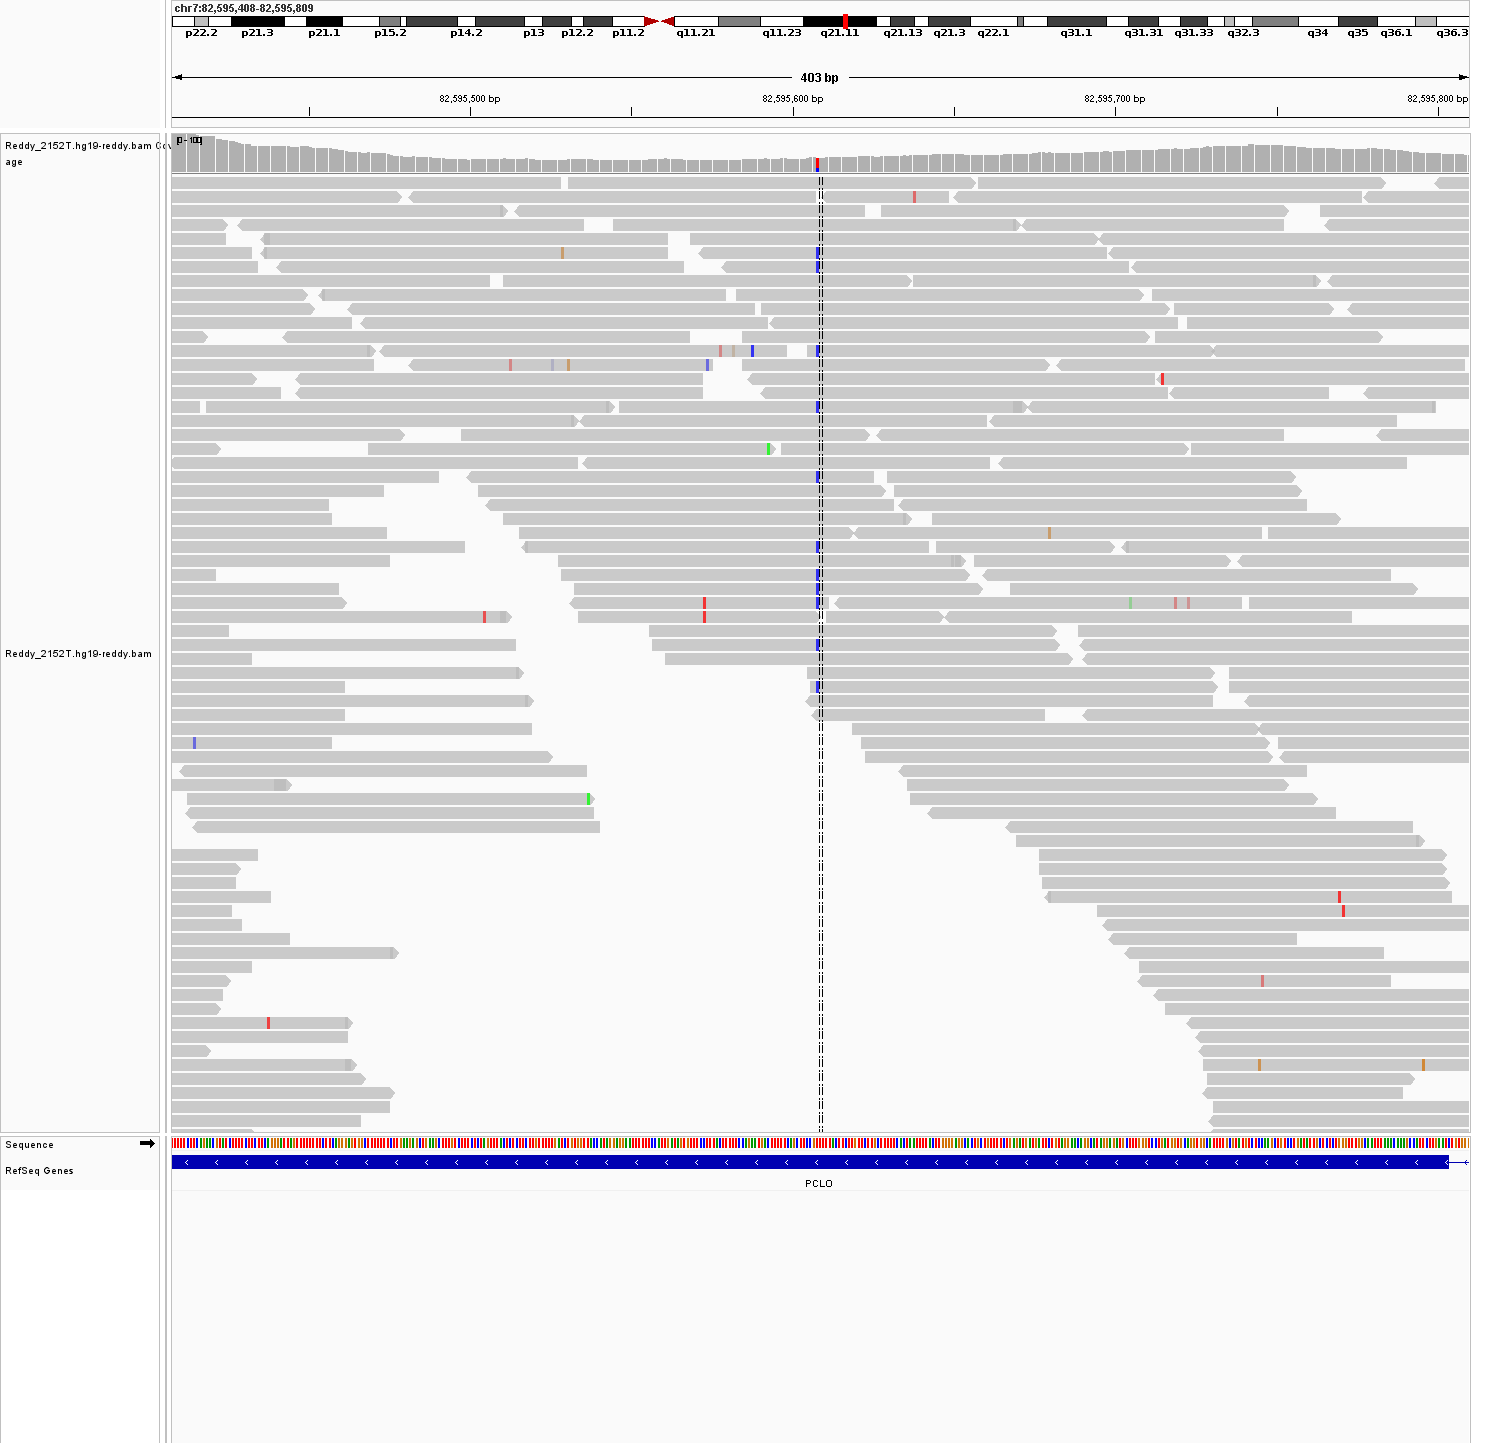 chr7:82,595,408-82,595,809
p22.2 p21.3 p21.1 p15.2 p14.2 p13 p12.2 p11.2 q11.21 q11.23 q21.11 q21.13 q21.3 q22.1 q31.1 q31.31 q31.33 q32.3 q34 q35 q36.1 q36.3
403 bp
82,595,500 bp 82,595,600 bp 82,595,700 bp 82,595,800 bp
Reddy_2152T.hg19-reddy.bam Cov
age
Reddy_2152T.hg19-reddy.bam
Sequence
RefSeq Genes
PCLO